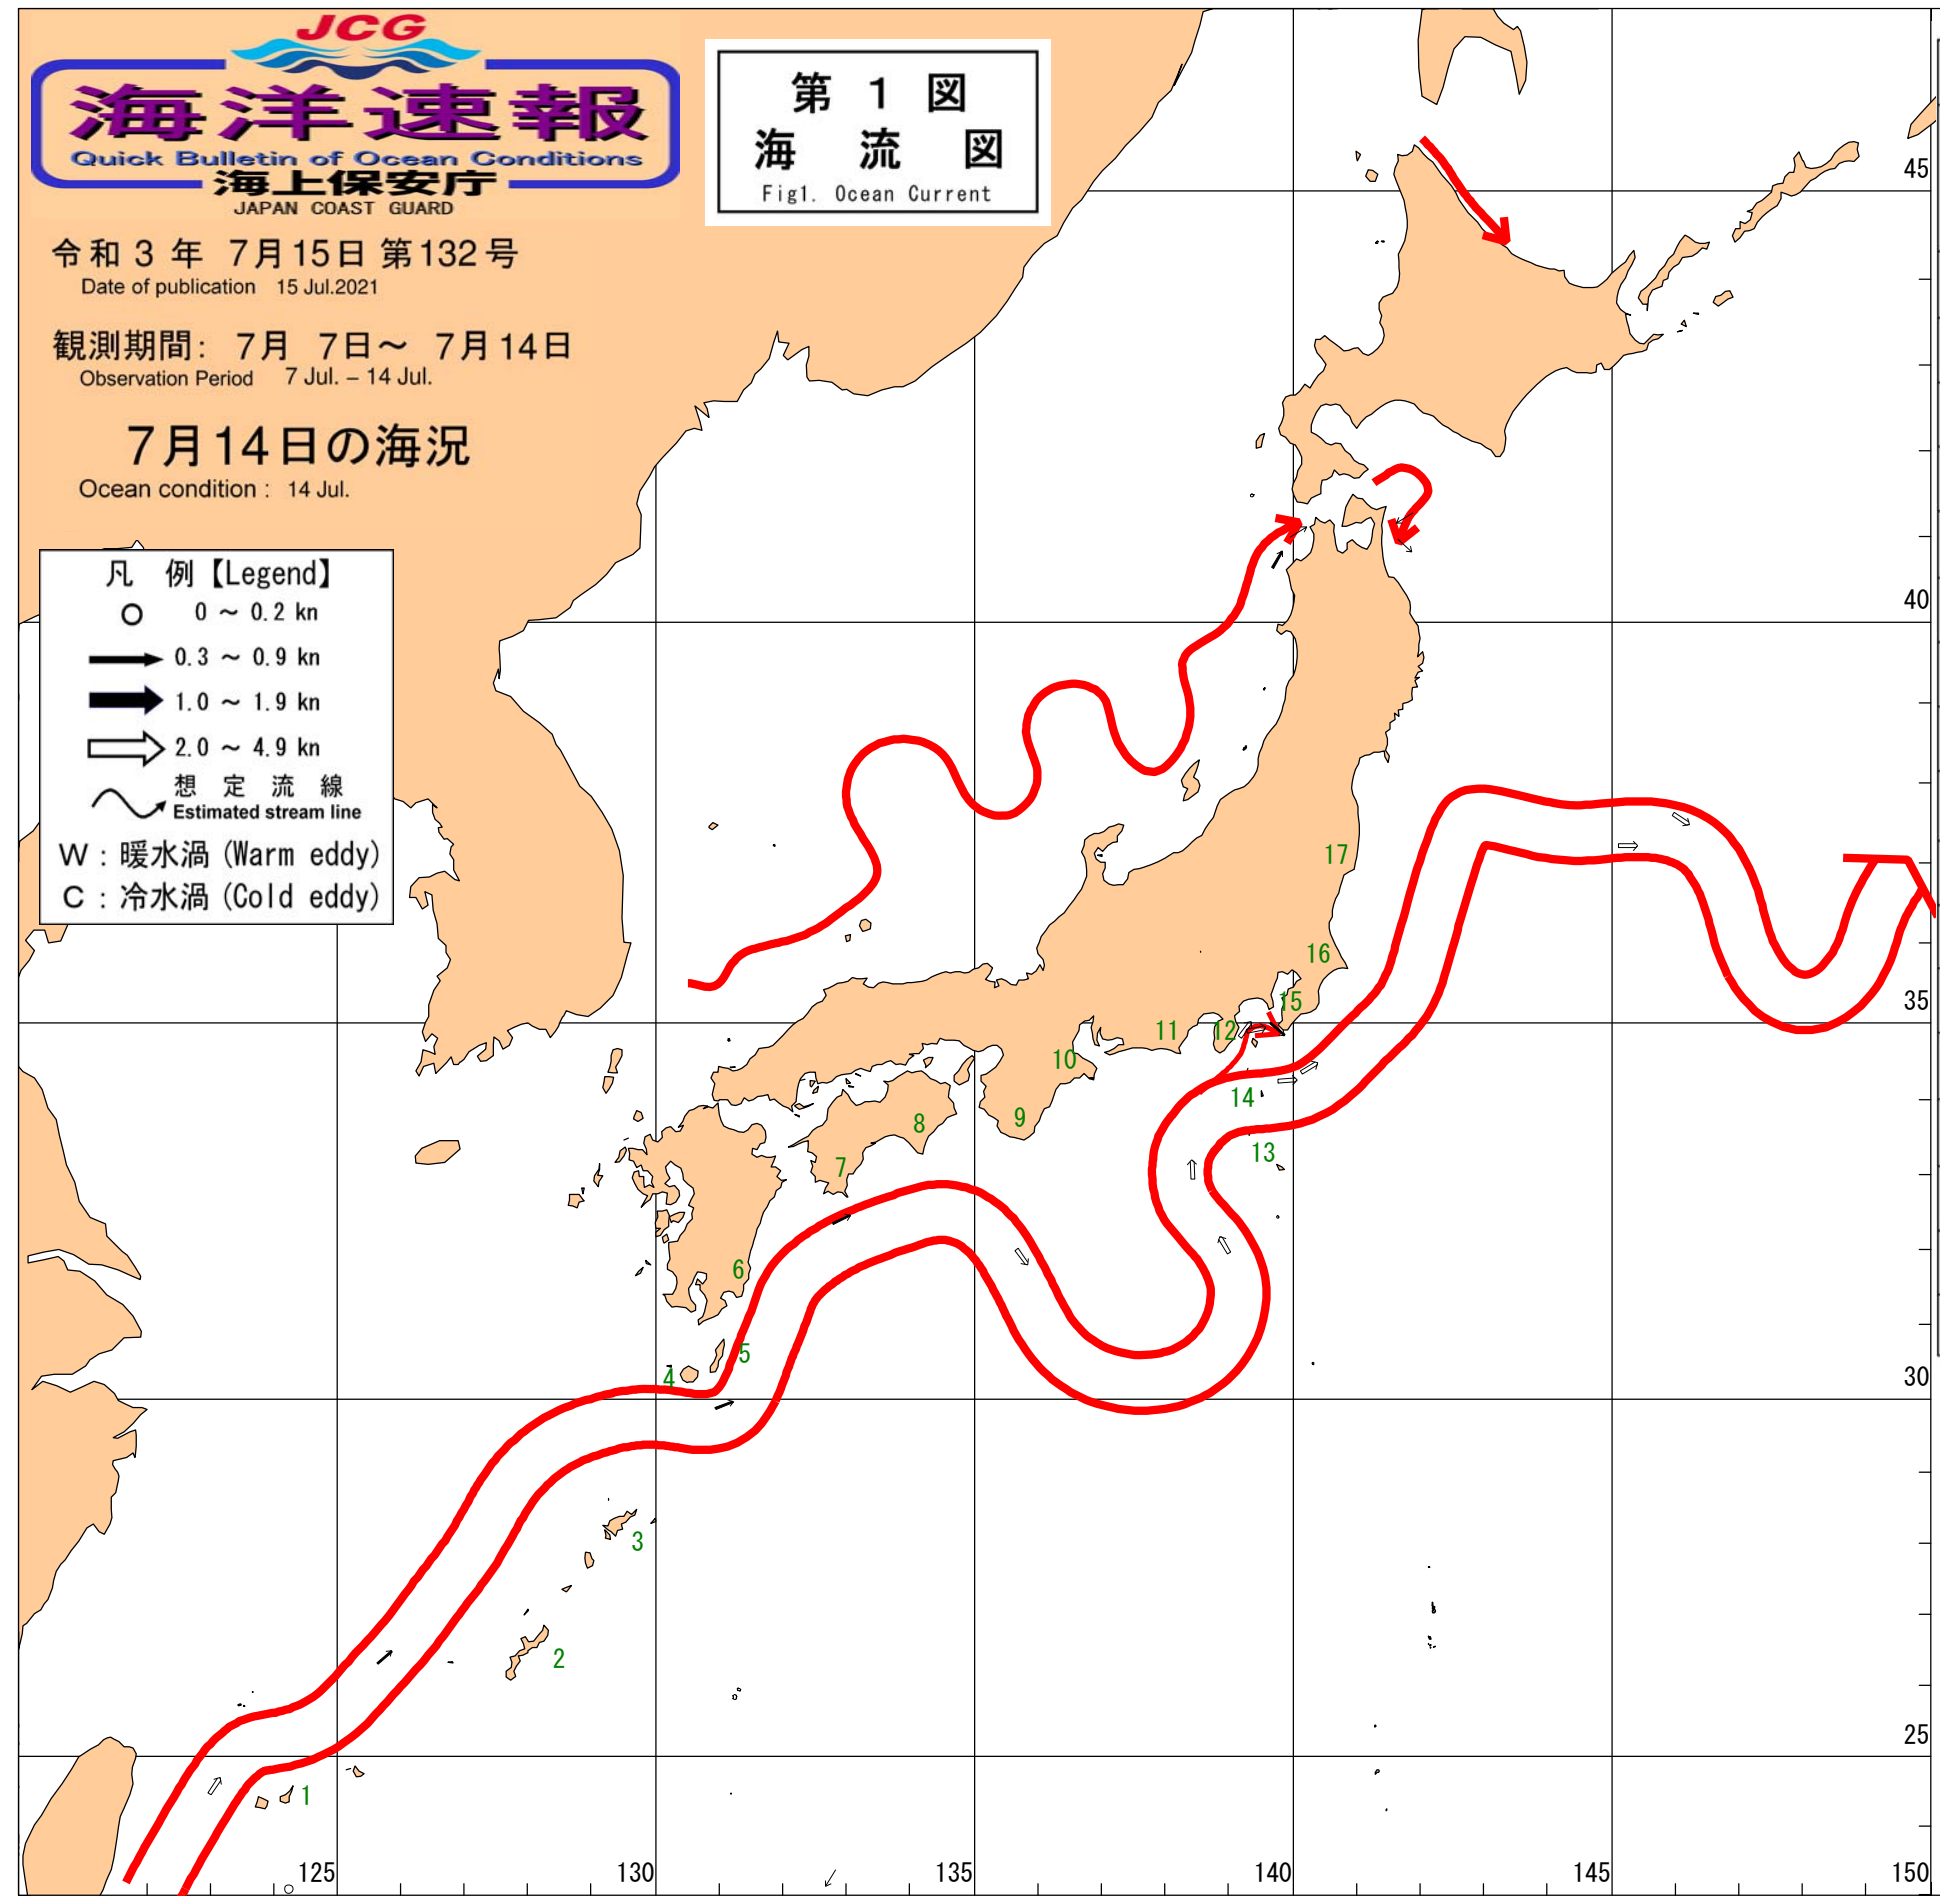 JCG
海洋速報
Quick Bulletin of Ocean Conditions
海上保安庁
JAPAN COAST GUARD
第 1 図
海 流 図
Fig1. Ocean Current
令和 3 年 7月15日 第132号
Date of publication 15 Jul.2021
観測期間: 7月 7日～ 7月14日
Observation Period 7 Jul. – 14 Jul.
7月14日の海況
Ocean condition : 14 Jul.
凡 例【Legend】
0 ～ 0.2 kn
0.3 ～ 0.9 kn
1.0 ～ 1.9 kn
2.0 ～ 4.9 kn
想 定 流 線
Estimated stream line
W : 暖水渦 (Warm eddy)
C : 冷水渦 (Cold eddy)
45
40
17
16
35
15
12
11
10
14
9
8
13
7
6
5
4
30
3
2
25
1
125
130
135
140
145
150